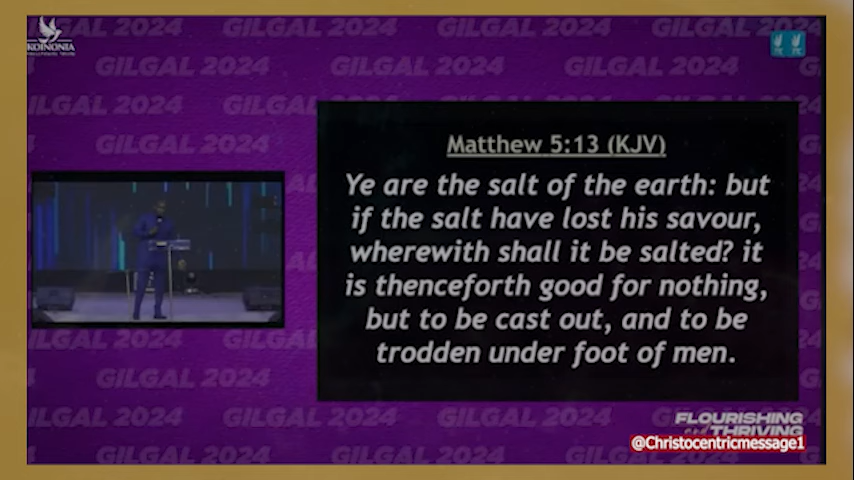 KOINONIA
GILGAL 2024
Matthew 5:13 (KJV)
Ye are the salt of the earth: but
if the salt have lost his savour,
wherewith shall it be salted? it
is thenceforth good for nothing,
but to be cast out, and to be
trodden under foot of men.
FLOURISHING
and THRIVING
@Christocentricmessage1